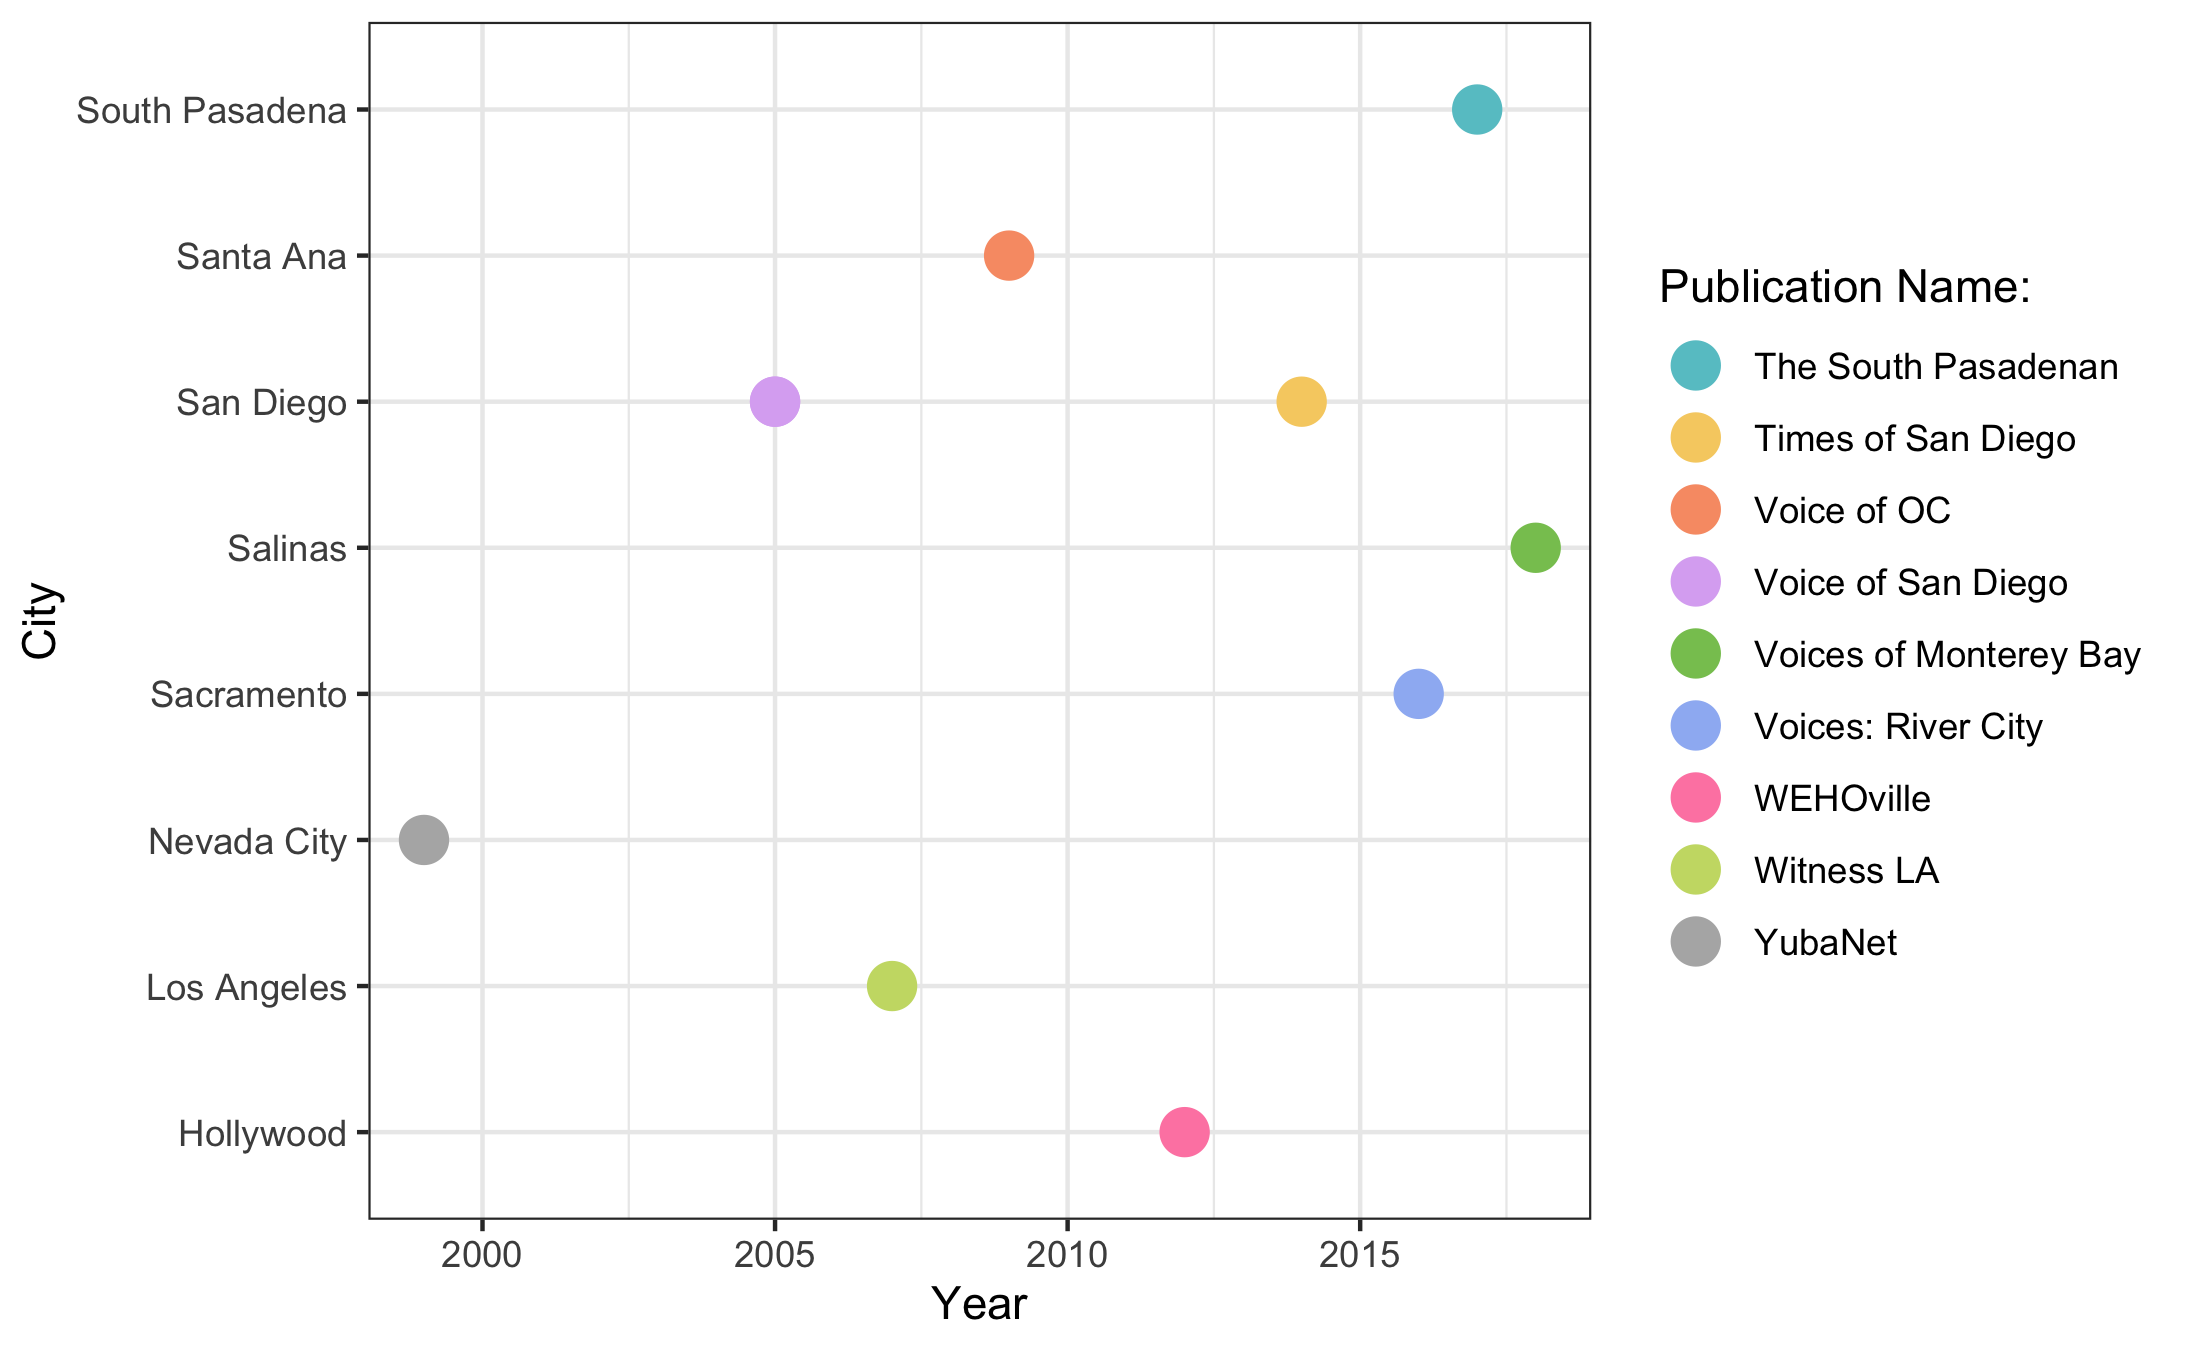 South Pasadena
Santa Ana
San Diego
Salinas
Sacramento
Nevada City
Los Angeles
Hollywood
City
2000 2005 2010 2015
Year
Publication Name:
The South Pasadenan
Times of San Diego
Voice of OC
Voice of San Diego
Voices of Monterey Bay
Voices: River City
WEHOville
Witness LA
YubaNet